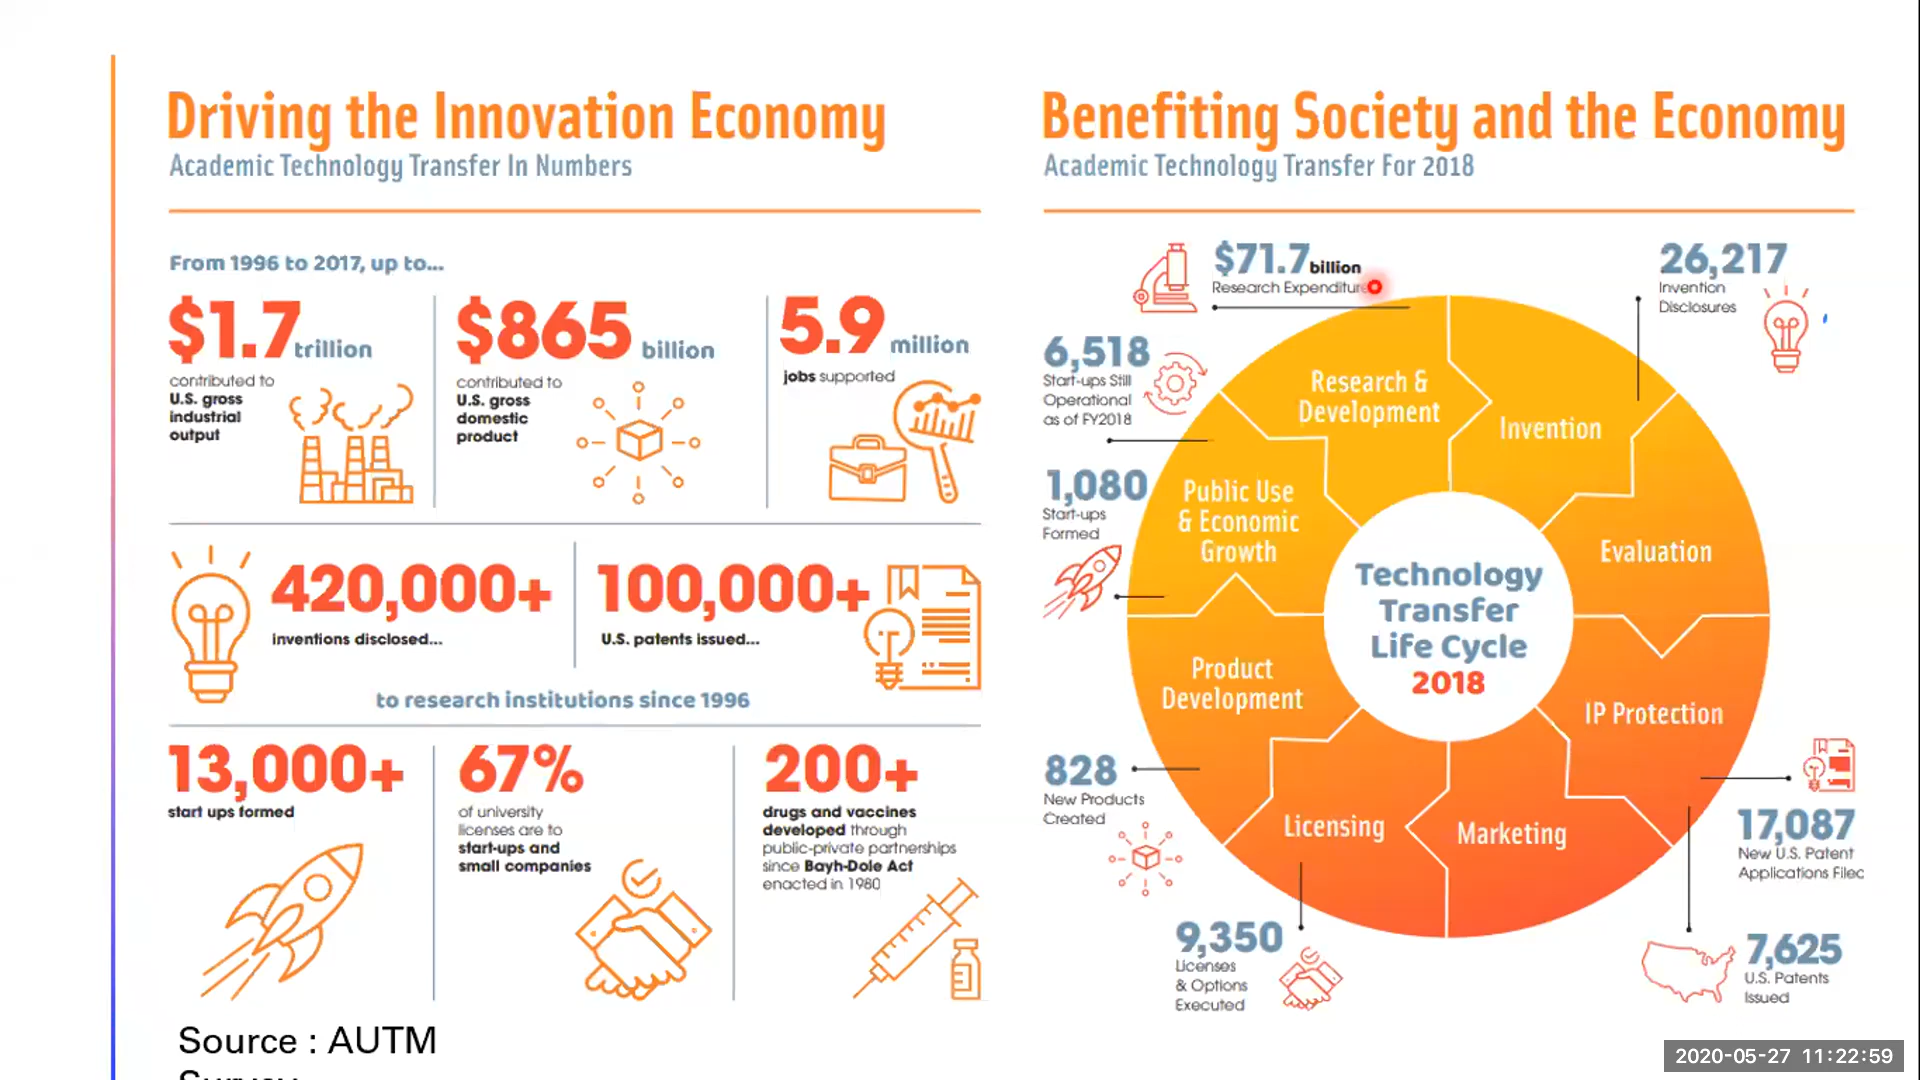 Driving the Innovation Economy
Academic Technology Transfer In Numbers
From 1996 to 2017, up to...
$1.7 trillion
contributed to
U.S. gross
industrial
output
$865 billion
contributed to
U.S. gross
domestic
product
5.9 million
jobs supported
420,000+
inventions disclosed...
100,000+
U.S. patents issued...
to research institutions since 1996
13,000+
start ups formed
67%
of university
licenses are to
start-ups and
small companies
200+
drugs and vaccines
developed through
public-private partnerships
since Bayh-Dole Act
enacted in 1980
Source : AUTM
Benefiting Society and the Economy
Academic Technology Transfer For 2018
$71.7 billion
Research Expenditure
26,217
Invention
Disclosures
6,518
Start-ups Still
Operational
as of FY2018
1,080
Start-ups
Formed
Research &
Development
Invention
Public Use
& Economic
Growth
Evaluation
Technology
Transfer
Life Cycle
2018
Product
Development
IP Protection
Licensing
Marketing
828
New Products
Created
17,087
New U.S. Patent
Applications Filed
9,350
Licenses
& Options
Executed
7,625
U.S. Patents
Issued
2020-05-27 11:22:59